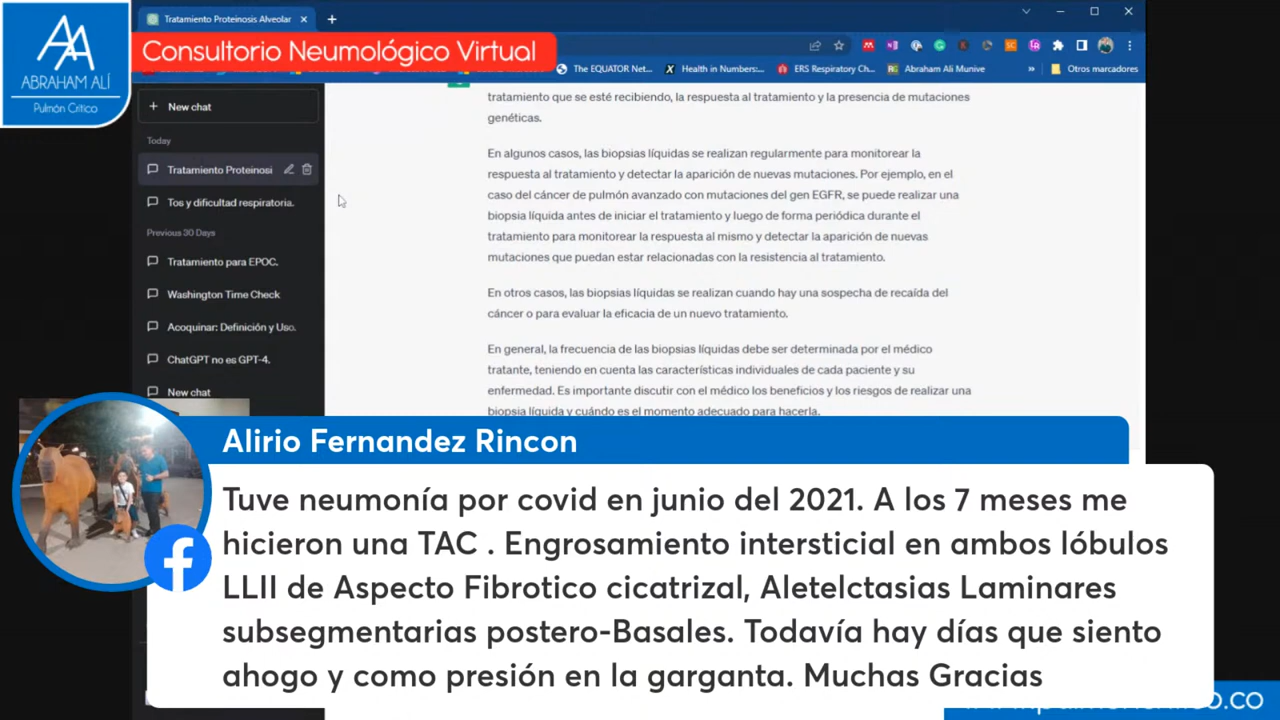 Tratamiento Proteinosis Alveolar
AA
ABRAHAM ALÍ
Pulmón Crítico
Consultorio Neumológico Virtual
The EQUATOR Net...
Health in Numbers:...
ERS Respiratory Ch...
Abraham Ali Munive
Otros marcadores
New chat
Today
Tratamiento Proteinosi
Tos y dificultad respiratoria.
Previous 30 Days
Tratamiento para EPOC.
Washington Time Check
Acoquinar: Definición y Uso.
ChatGPT no es GPT-4.
New chat
tratamiento que se esté recibiendo, la respuesta al tratamiento y la presencia de mutaciones
genéticas.
En algunos casos, las biopsias líquidas se realizan regularmente para monitorear la
respuesta al tratamiento y detectar la aparición de nuevas mutaciones. Por ejemplo, en el
caso del cáncer de pulmón avanzado con mutaciones del gen EGFR, se puede realizar una
biopsia líquida antes de iniciar el tratamiento y luego de forma periódica durante el
tratamiento para monitorear la respuesta al mismo y detectar la aparición de nuevas
mutaciones que puedan estar relacionadas con la resistencia al tratamiento.
En otros casos, las biopsias líquidas se realizan cuando hay una sospecha de recaída del
cáncer o para evaluar la eficacia de un nuevo tratamiento.
En general, la frecuencia de las biopsias líquidas debe ser determinada por el médico
tratante, teniendo en cuenta las características individuales de cada paciente y su
enfermedad. Es importante discutir con el médico los beneficios y los riesgos de realizar una
biopsia líquida y cuándo es el momento adecuado para hacerla.
Alirio Fernandez Rincon
Tuve neumonía por covid en junio del 2021. A los 7 meses me
hicieron una TAC . Engrosamiento intersticial en ambos lóbulos
LLII de Aspecto Fibrotico cicatrizal, Aletelctasias Laminares
subsegmentarias postero-Basales. Todavía hay días que siento
ahogo y como presión en la garganta. Muchas Gracias
.co